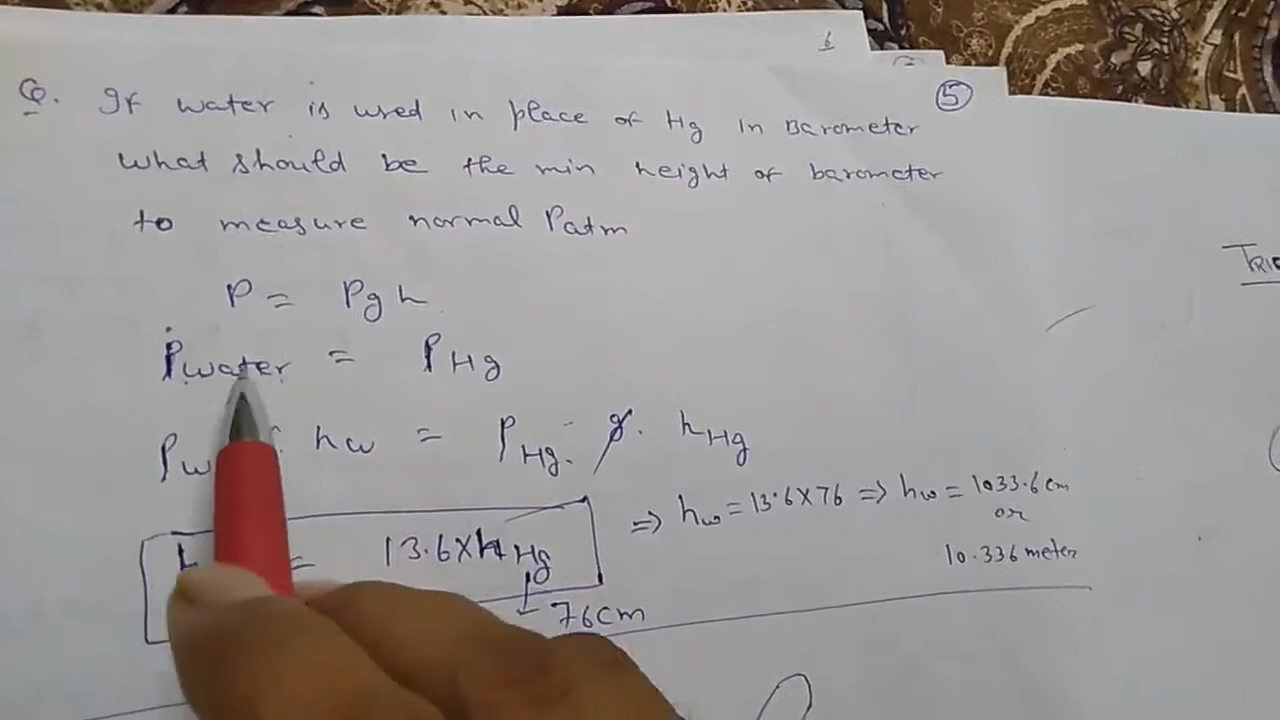 6
5
Q. If water is used in place of Hg in Barometer
what should be the min height of barometer
to measure normal Patm
P = ρgh
Pwater = PHg
ρw hw = ρHg. g. hHg
= 13.6×hHg
76cm
⇒ hw = 13.6×76 ⇒ hw = 1033.6 cm
or
10.336 meter